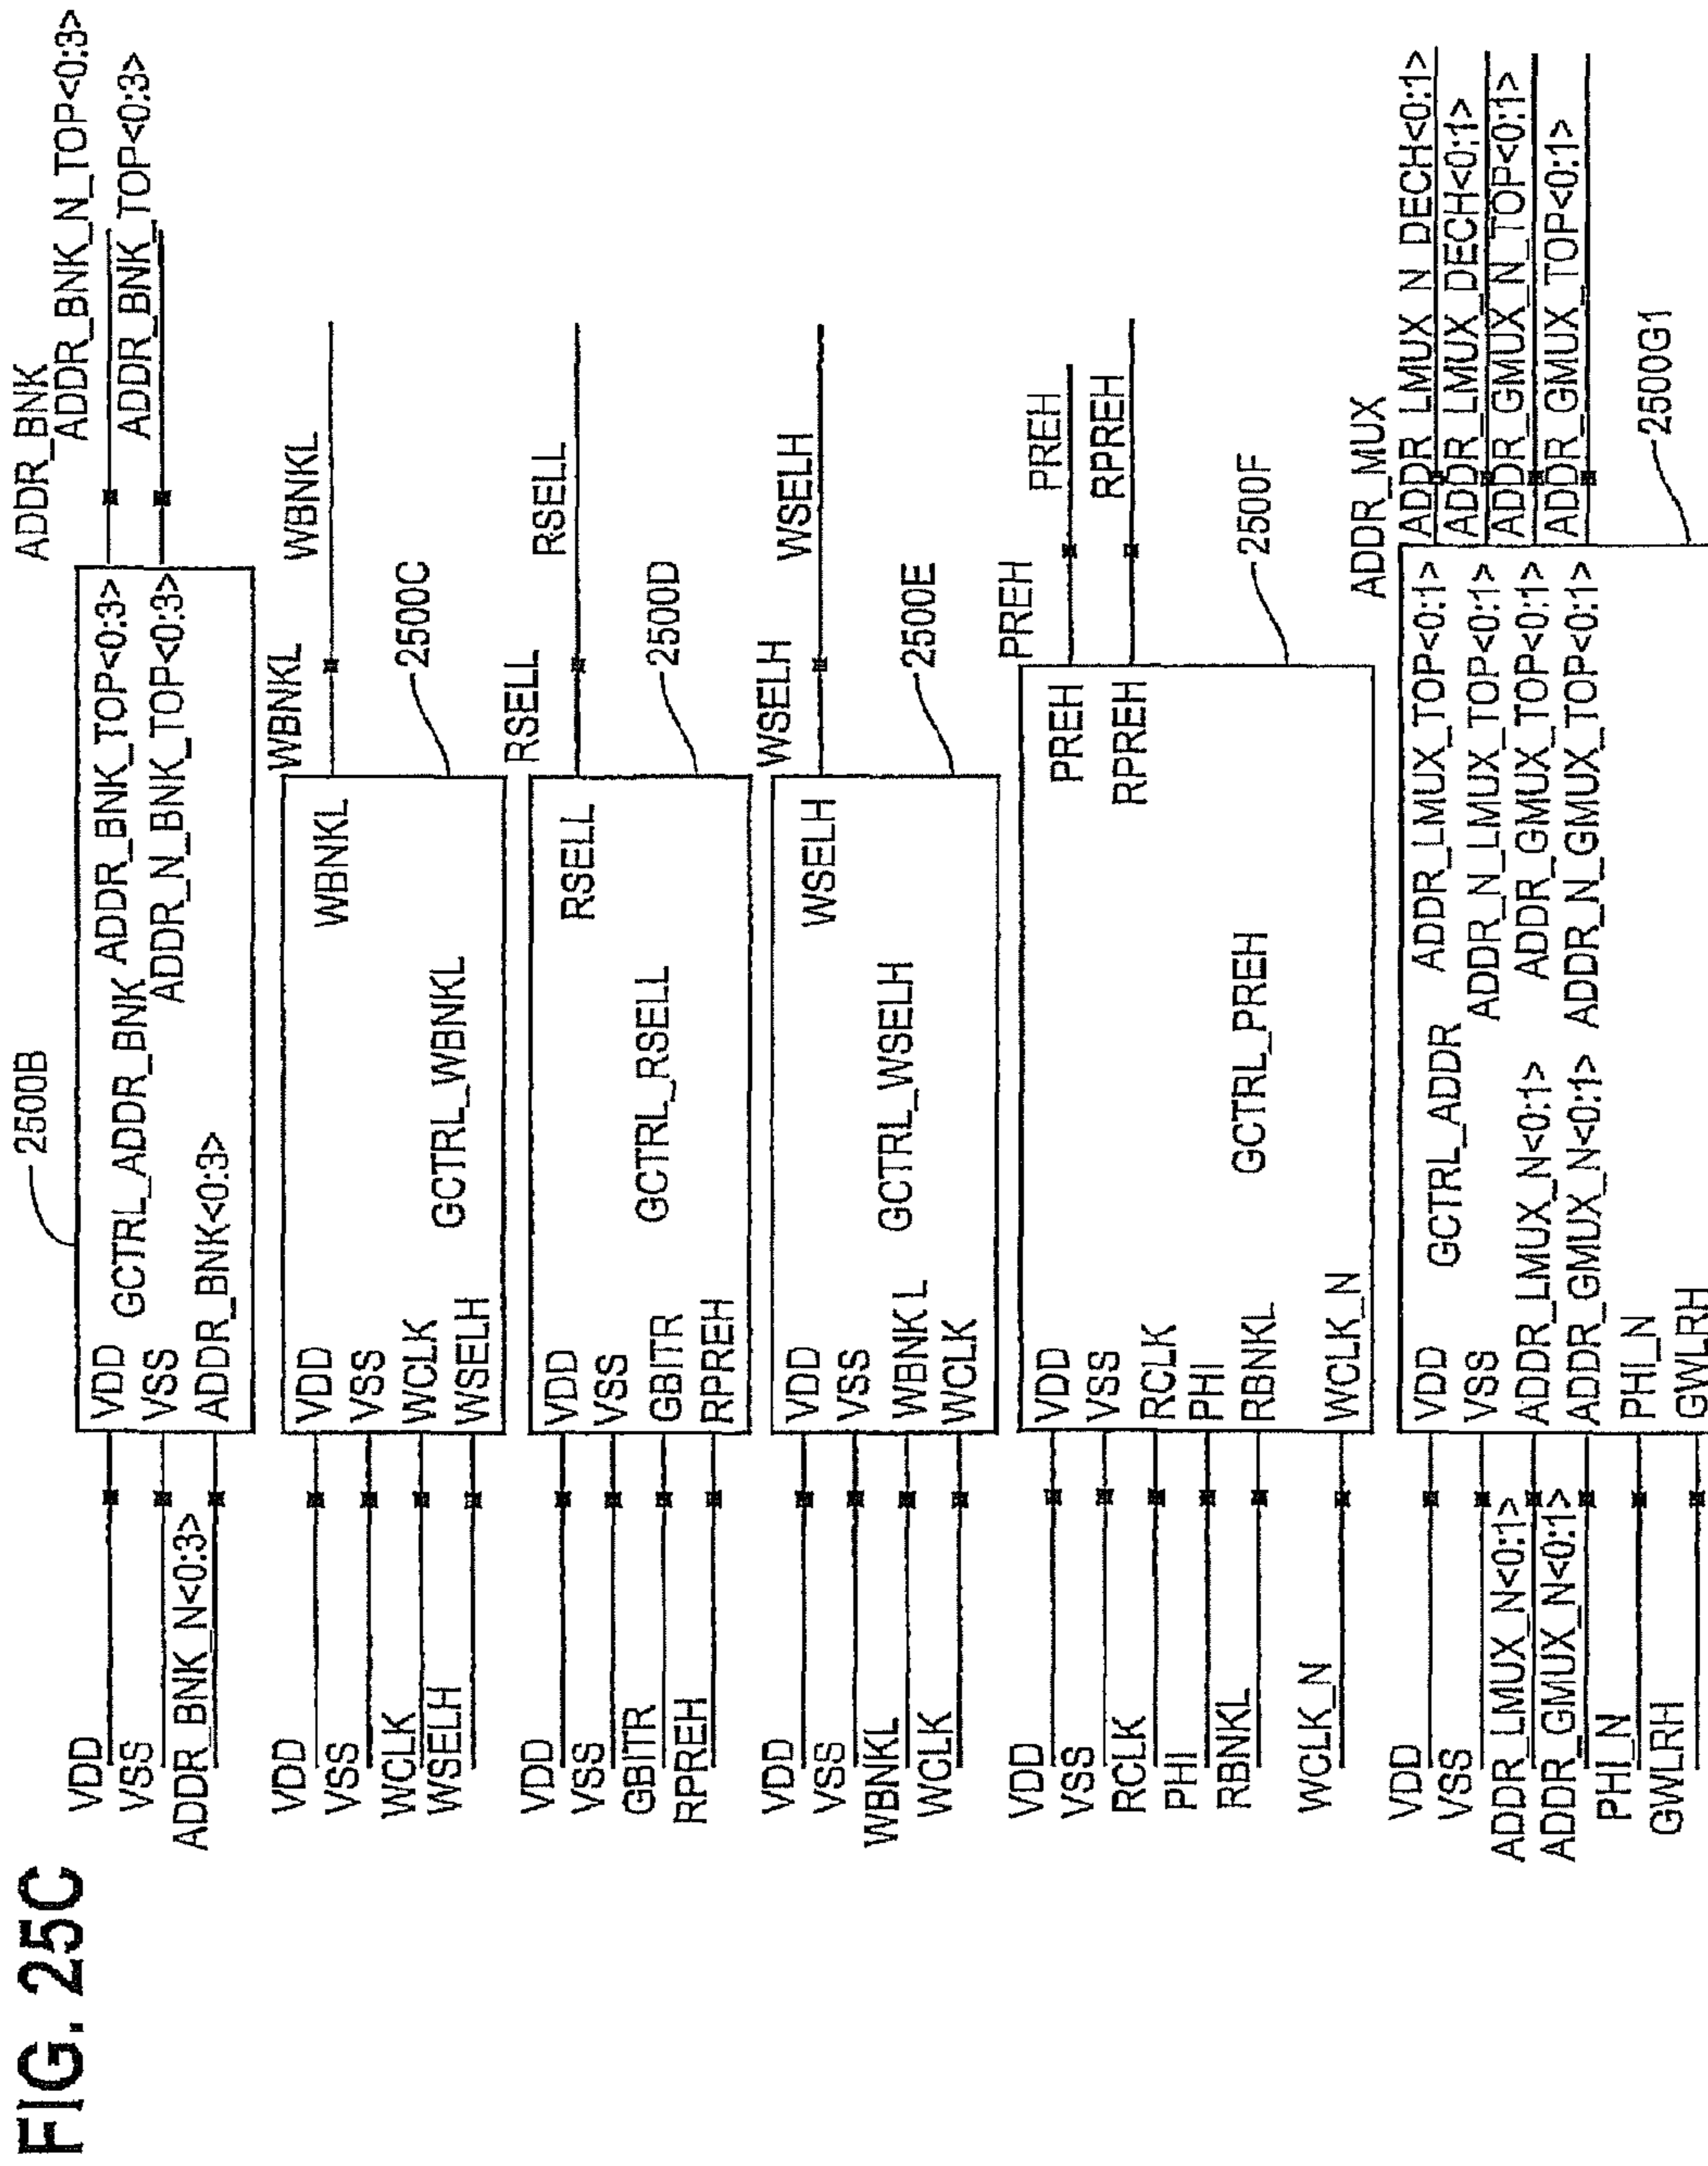 FIG. 25C
2500B
ADDR_BNK
VDD
VSS
ADDR_BNK_N<0:3>
VDD
GCTRL_ADDR_BNK
VSS
ADDR_BNK<0:3>
ADDR_BNK_TOP<0:3>
ADDR_N_BNK_TOP<0:3>
ADDR_BNK_N_TOP<0:3>
ADDR_BNK_TOP<0:3>
WBNKL
VDD
VSS
WCLK
WSELH
VDD
VSS
WCLK
WSELH
GCTRL_WBNKL
WBNKL
WBNKL
2500C
RSELL
VDD
VSS
GBITR
RPREH
VDD
VSS
GBITR
RPREH
GCTRL_RSELL
RSELL
RSELL
2500D
WSELH
VDD
VSS
WBNKL
WCLK
VDD
VSS
WBNKL
WCLK
GCTRL_WSELH
WSELH
WSELH
2500E
PREH
VDD
VSS
RCLK
PHI
RBNKL
WCLK_N
VDD
VSS
RCLK
PHI
RBNKL
WCLK_N
GCTRL_PREH
PREH
RPREH
PREH
RPREH
2500F
ADDR_MUX
VDD
VSS
ADDR_LMUX_N<0:1>
ADDR_GMUX_N<0:1>
PHI_N
GWLRH
VDD
VSS
ADDR_LMUX_N<0:1>
ADDR_GMUX_N<0:1>
PHI_N
GWLRH
GCTRL_ADDR
ADDR_LMUX_TOP<0:1>
ADDR_N_LMUX_TOP<0:1>
ADDR_GMUX_TOP<0:1>
ADDR_N_GMUX_TOP<0:1>
ADDR_LMUX_N_DECH<0:1>
ADDR_LMUX_DECH<0:1>
ADDR_GMUX_N_TOP<0:1>
ADDR_GMUX_TOP<0:1>
2500G1